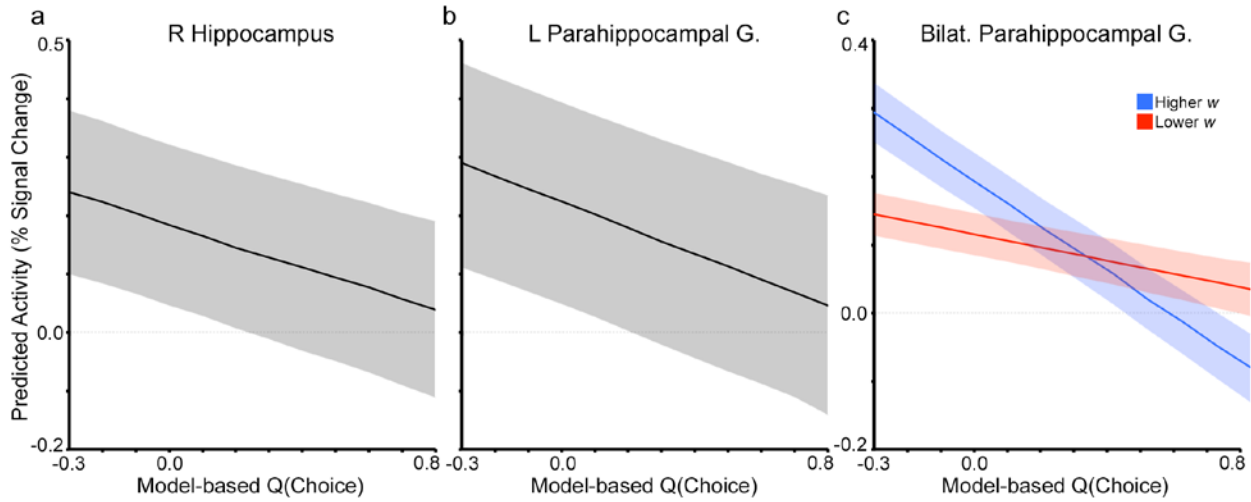 a
R Hippocampus
b
L Parahippocampal G.
c
Bilat. Parahippocampal G.
Predicted Activity (% Signal Change)
0.5
0.0
-0.2
-0.3
0.0
0.8
Model-based Q(Choice)
-0.3
0.0
0.8
Model-based Q(Choice)
0.4
0.0
-0.2
Higher w
Lower w
-0.3
0.0
0.8
Model-based Q(Choice)